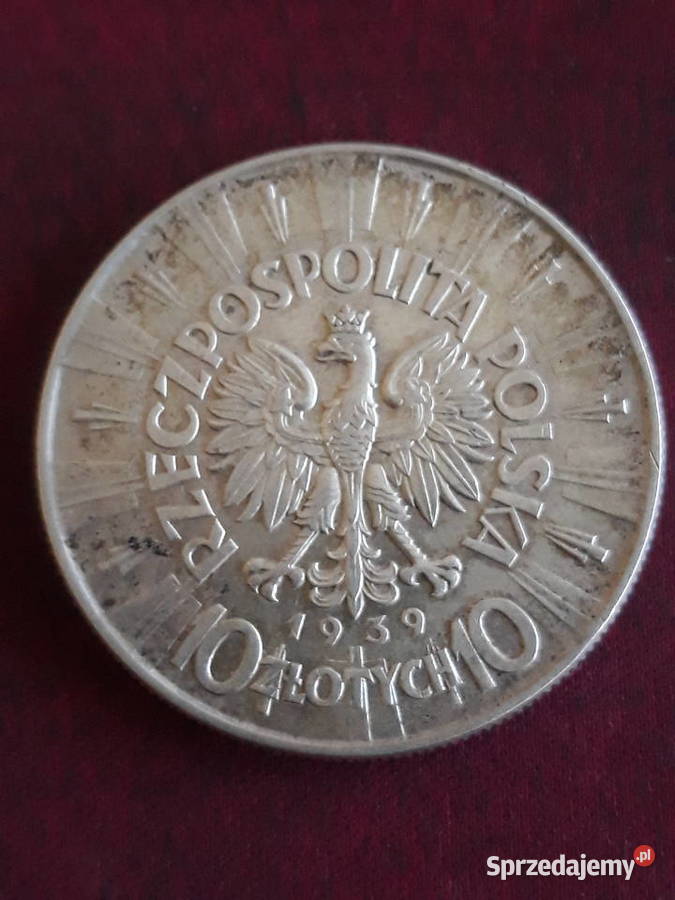 RZECZPOSPOLITA POLSKA
1939
10 ZŁOTYCH 10
Sprzedajemy.pl